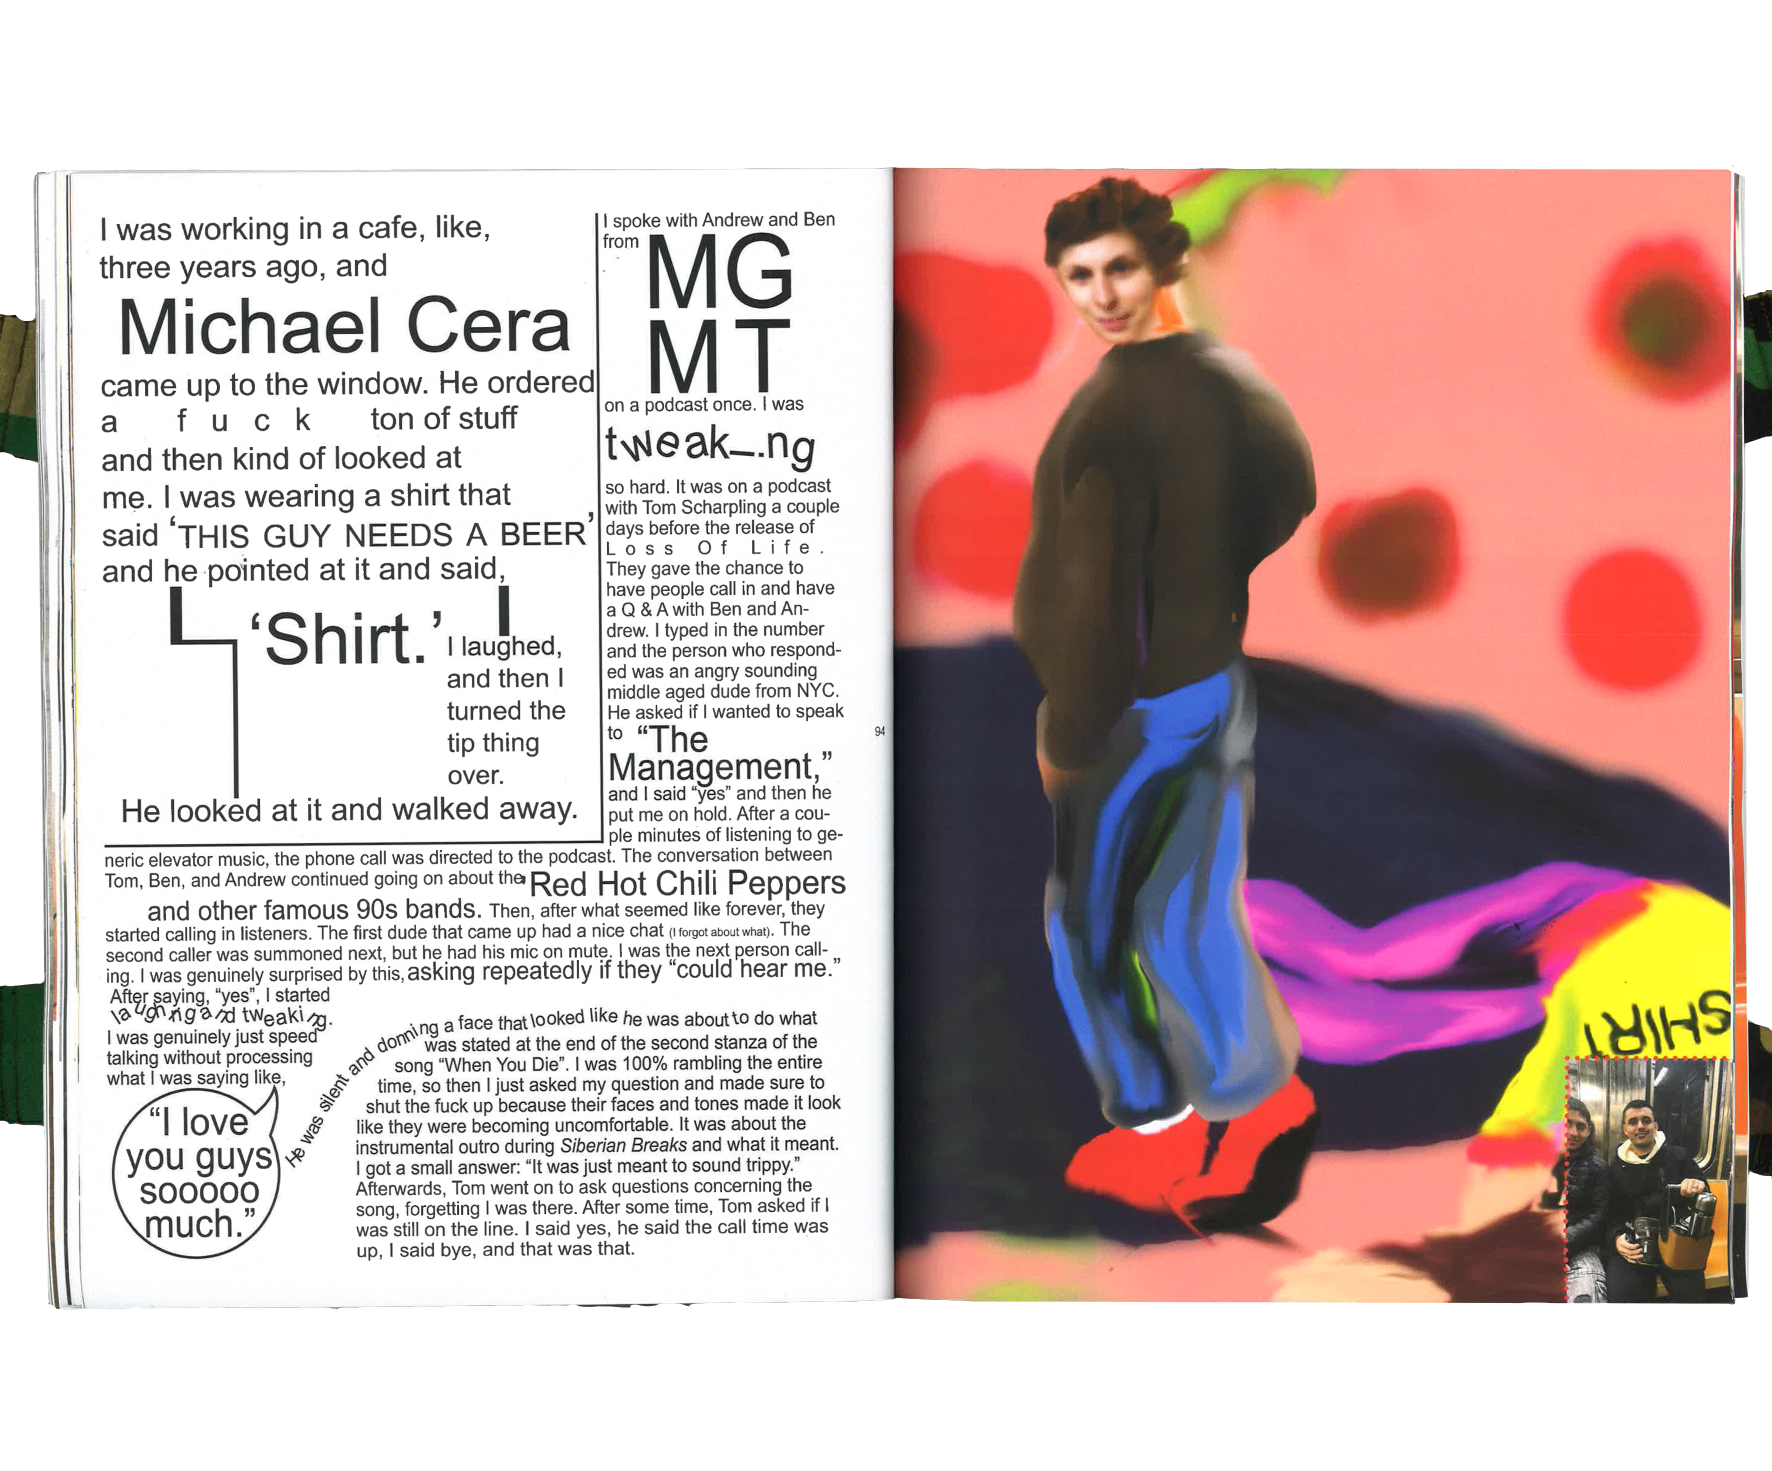 I was working in a cafe, like,
three years ago, and
Michael Cera
came up to the window. He ordered
a f u c k ton of stuff
and then kind of looked at
me. I was wearing a shirt that
said ‘THIS GUY NEEDS A BEER’
and he pointed at it and said,
‘Shirt.’
I laughed,
and then I
turned the
tip thing
over.
He looked at it and walked away.
I spoke with Andrew and Ben
from
MG
MT
on a podcast once. I was
tweak_.ng
so hard. It was on a podcast
with Tom Scharpling a couple
days before the release of
L o s s O f L i f e .
They gave the chance to
have people call in and have
a Q & A with Ben and An-
drew. I typed in the number
and the person who respond-
ed was an angry sounding
middle aged dude from NYC.
He asked if I wanted to speak
to “The
Management,”
and I said “yes” and then he
put me on hold. After a cou-
ple minutes of listening to ge-
neric elevator music, the phone call was directed to the podcast. The conversation between
Tom, Ben, and Andrew continued going on about the Red Hot Chili Peppers
and other famous 90s bands. Then, after what seemed like forever, they
started calling in listeners. The first dude that came up had a nice chat (I forgot about what). The
second caller was summoned next, but he had his mic on mute. I was the next person call-
ing. I was genuinely surprised by this, asking repeatedly if they “could hear me.”
After saying, “yes”, I started
laughing and tweaking.
I was genuinely just speed
talking without processing
what I was saying like,
“I love
you guys
sooooo
much.”
He was silent and donning a face that looked like he was about to do what
was stated at the end of the second stanza of the
song “When You Die”. I was 100% rambling the entire
time, so then I just asked my question and made sure to
shut the fuck up because their faces and tones made it look
like they were becoming uncomfortable. It was about the
instrumental outro during Siberian Breaks and what it meant.
I got a small answer: “It was just meant to sound trippy.”
Afterwards, Tom went on to ask questions concerning the
song, forgetting I was there. After some time, Tom asked if I
was still on the line. I said yes, he said the call time was
up, I said bye, and that was that.
94
SHIRT